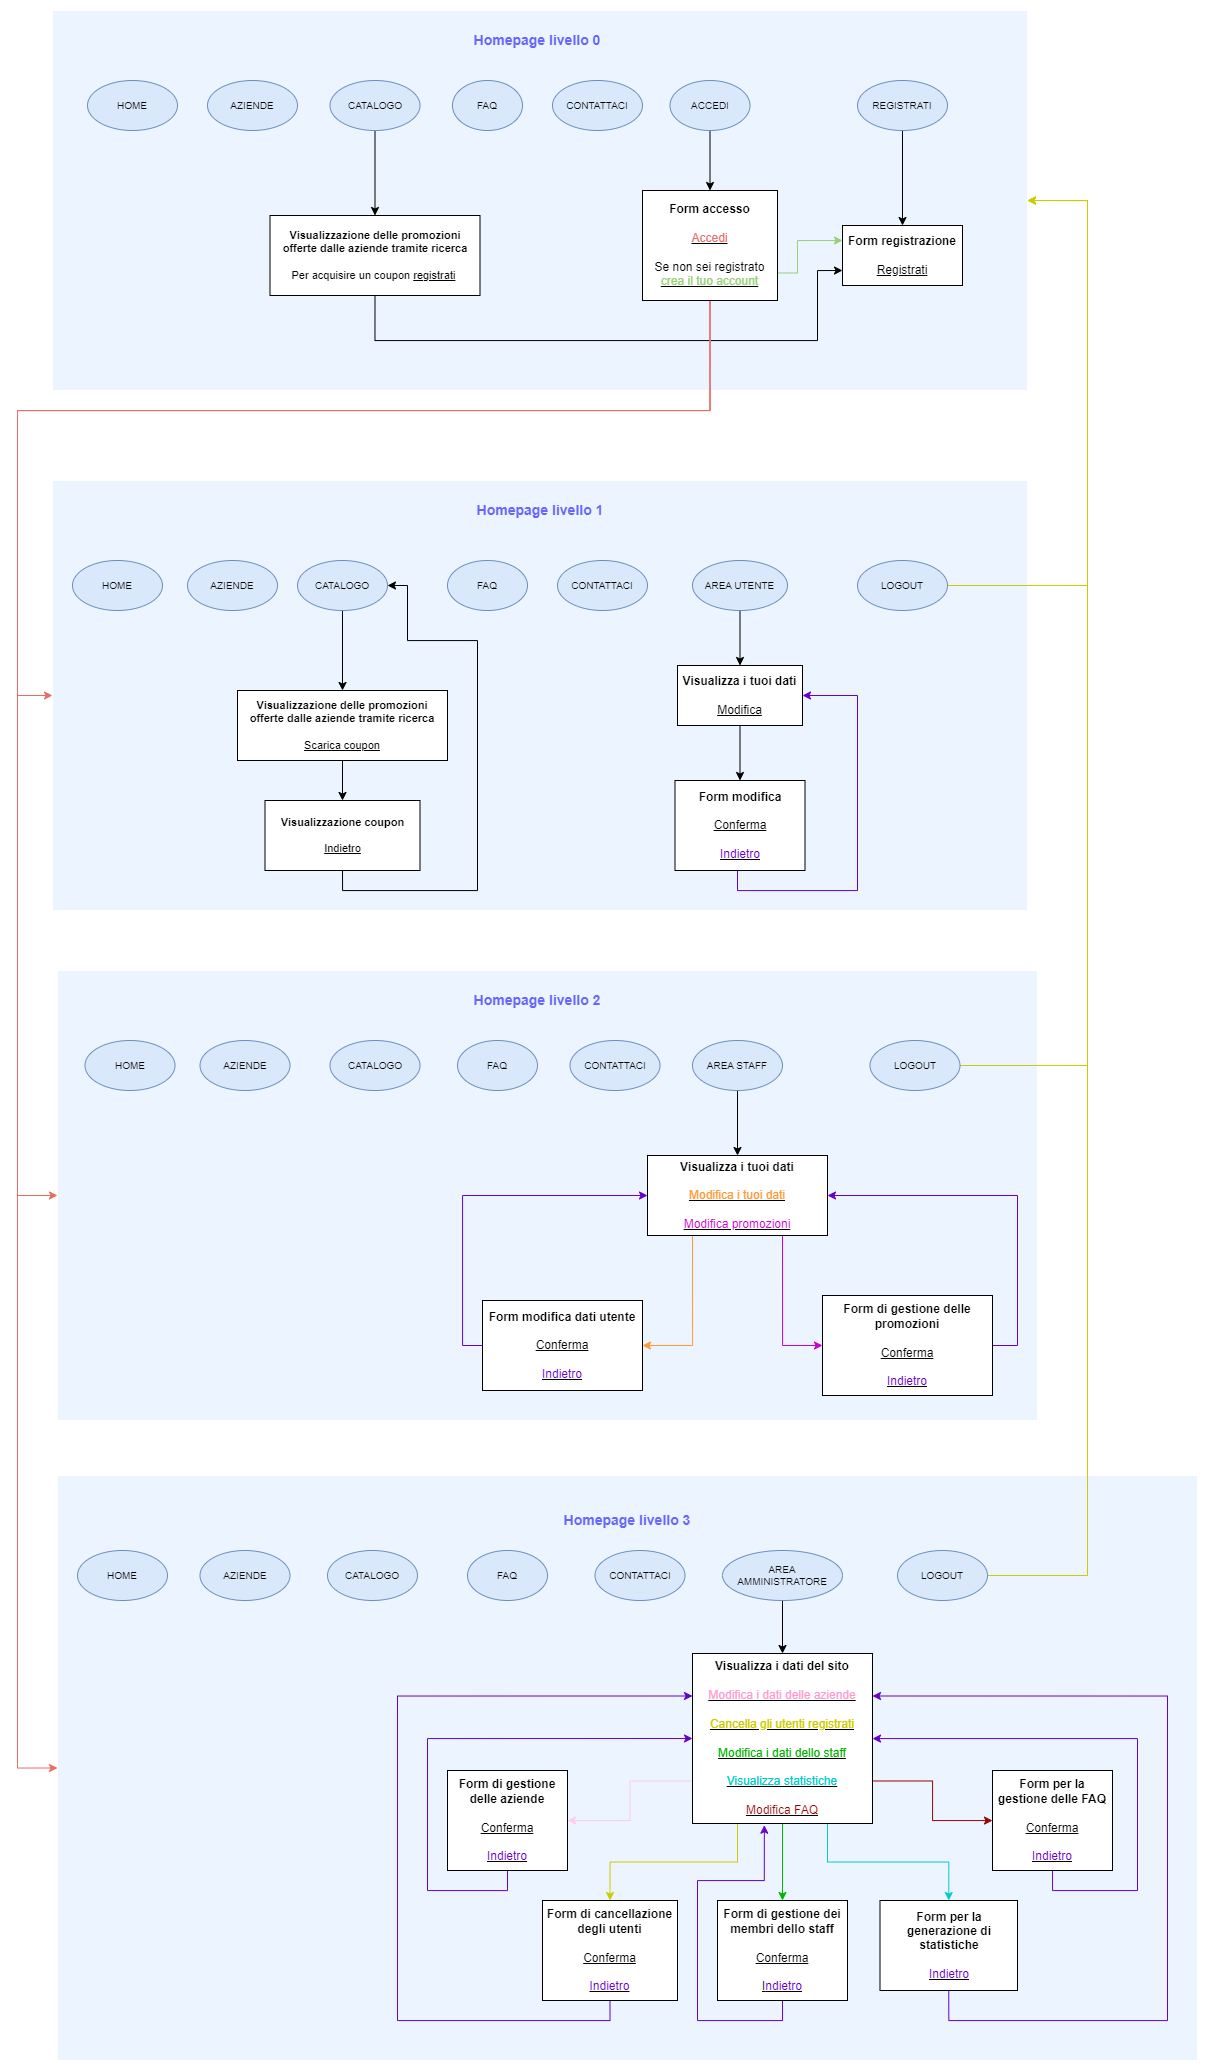 Homepage livello 0
HOME
AZIENDE
CATALOGO
FAQ
CONTATTACI
ACCEDI
REGISTRATI
Visualizzazione delle promozioni
offerte dalle aziende tramite ricerca
Per acquisire un coupon registrati
Form accesso
Accedi
Se non sei registrato
crea il tuo account
Form registrazione
Registrati
Homepage livello 1
HOME
AZIENDE
CATALOGO
FAQ
CONTATTACI
AREA UTENTE
LOGOUT
Visualizzazione delle promozioni
offerte dalle aziende tramite ricerca
Scarica coupon
Visualizzazione coupon
Indietro
Visualizza i tuoi dati
Modifica
Form modifica
Conferma
Indietro
Homepage livello 2
HOME
AZIENDE
CATALOGO
FAQ
CONTATTACI
AREA STAFF
LOGOUT
Visualizza i tuoi dati
Modifica i tuoi dati
Modifica promozioni
Form modifica dati utente
Conferma
Indietro
Form di gestione delle
promozioni
Conferma
Indietro
Homepage livello 3
HOME
AZIENDE
CATALOGO
FAQ
CONTATTACI
AREA
AMMINISTRATORE
LOGOUT
Visualizza i dati del sito
Modifica i dati delle aziende
Cancella gli utenti registrati
Modifica i dati dello staff
Visualizza statistiche
Modifica FAQ
Form di gestione
delle aziende
Conferma
Indietro
Form per la
gestione delle FAQ
Conferma
Indietro
Form di cancellazione
degli utenti
Conferma
Indietro
Form di gestione dei
membri dello staff
Conferma
Indietro
Form per la
generazione di
statistiche
Indietro